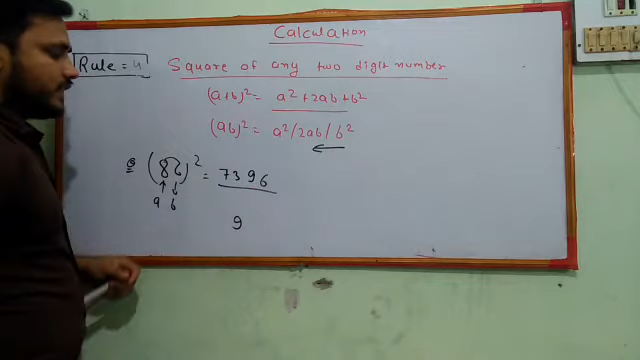 Calculation
Rule = 4 Square of any two digit number
(a+b)² = a² + 2ab + b²
(ab)² = a² / 2ab / b²
Q (86)² = 7396
a b
9